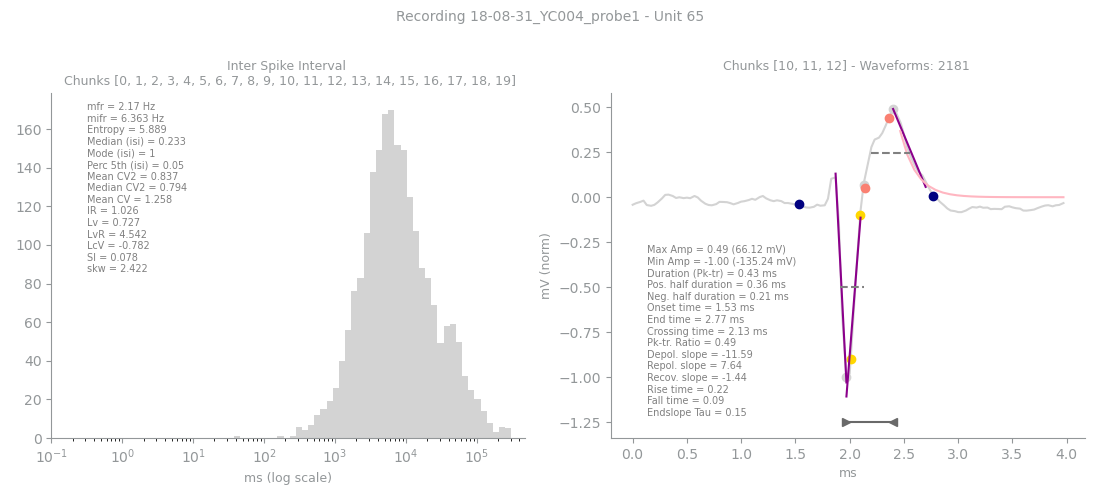 Recording 18-08-31_YC004_probe1 - Unit 65
Inter Spike Interval
Chunks [0, 1, 2, 3, 4, 5, 6, 7, 8, 9, 10, 11, 12, 13, 14, 15, 16, 17, 18, 19]
mfr = 2.17 Hz
mifr = 6.363 Hz
Entropy = 5.889
Median (isi) = 0.233
Mode (isi) = 1
Perc 5th (isi) = 0.05
Mean CV2 = 0.837
Median CV2 = 0.794
Mean CV = 1.258
IR = 1.026
Lv = 0.727
LvR = 4.542
LcV = -0.782
SI = 0.078
skw = 2.422
160
140
120
100
80
60
40
20
0
10⁻¹ 10⁰ 10¹ 10² 10³ 10⁴ 10⁵
ms (log scale)
Chunks [10, 11, 12] - Waveforms: 2181
mV (norm)
0.50
0.25
0.00
−0.25
−0.50
−0.75
−1.00
−1.25
Max Amp = 0.49 (66.12 mV)
Min Amp = -1.00 (-135.24 mV)
Duration (Pk-tr) = 0.43 ms
Pos. half duration = 0.36 ms
Neg. half duration = 0.21 ms
Onset time = 1.53 ms
End time = 2.77 ms
Crossing time = 2.13 ms
Pk-tr. Ratio = 0.49
Depol. slope = -11.59
Repol. slope = 7.64
Recov. slope = -1.44
Rise time = 0.22
Fall time = 0.09
Endslope Tau = 0.15
0.0 0.5 1.0 1.5 2.0 2.5 3.0 3.5 4.0
ms